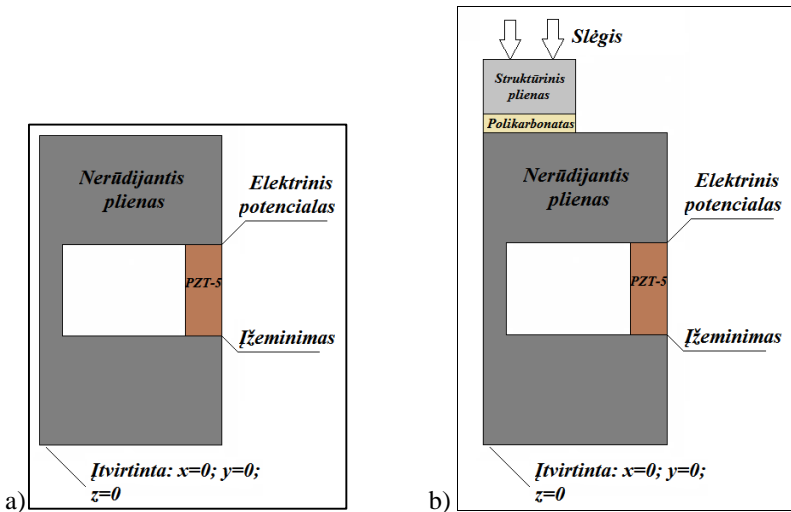 Nerūdijantis
plienas
Elektrinis
potencialas
PZT-5
Įžeminimas
Įtvirtinta: x=0; y=0;
z=0
a)
Slėgis
Struktūrinis
plienas
Polikarbonatas
Nerūdijantis
plienas
Elektrinis
potencialas
PZT-5
Įžeminimas
Įtvirtinta: x=0; y=0;
z=0
b)